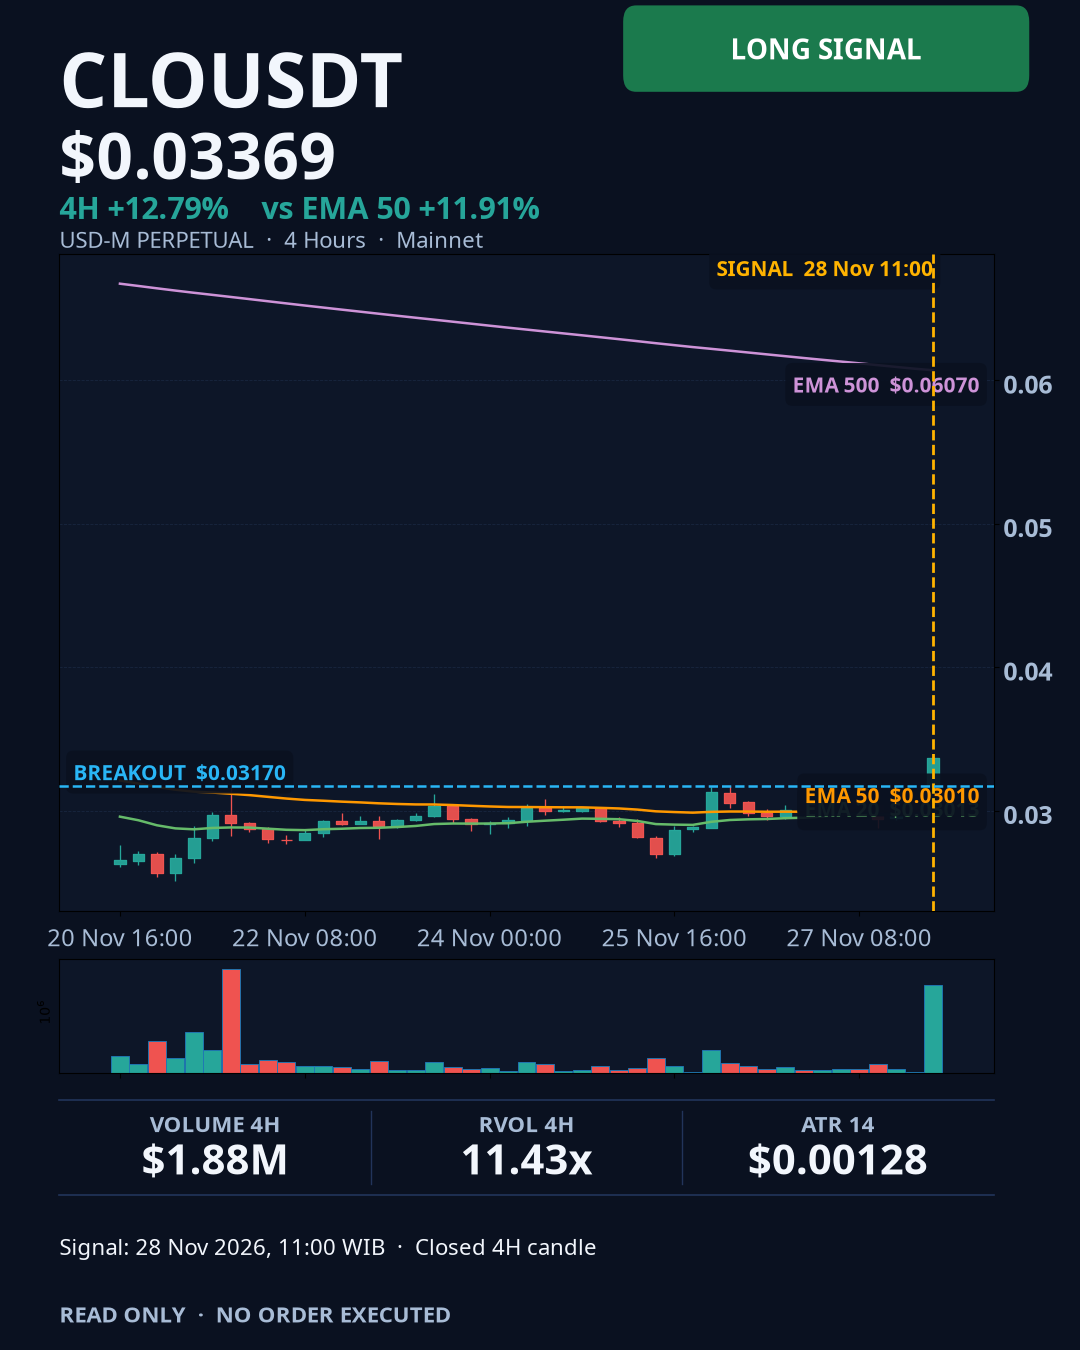 LONG SIGNAL
CLOUSDT
$0.03369
4H +12.79% vs EMA 50 +11.91%
USD-M PERPETUAL · 4 Hours · Mainnet
SIGNAL 28 Nov 11:00
EMA 500 $0.06070
0.06
0.05
0.04
BREAKOUT $0.03170
EMA 50 $0.03010
0.03
20 Nov 16:00 22 Nov 08:00 24 Nov 00:00 25 Nov 16:00 27 Nov 08:00
10⁶
VOLUME 4H RVOL 4H ATR 14
$1.88M 11.43x $0.00128
Signal: 28 Nov 2026, 11:00 WIB · Closed 4H candle
READ ONLY · NO ORDER EXECUTED